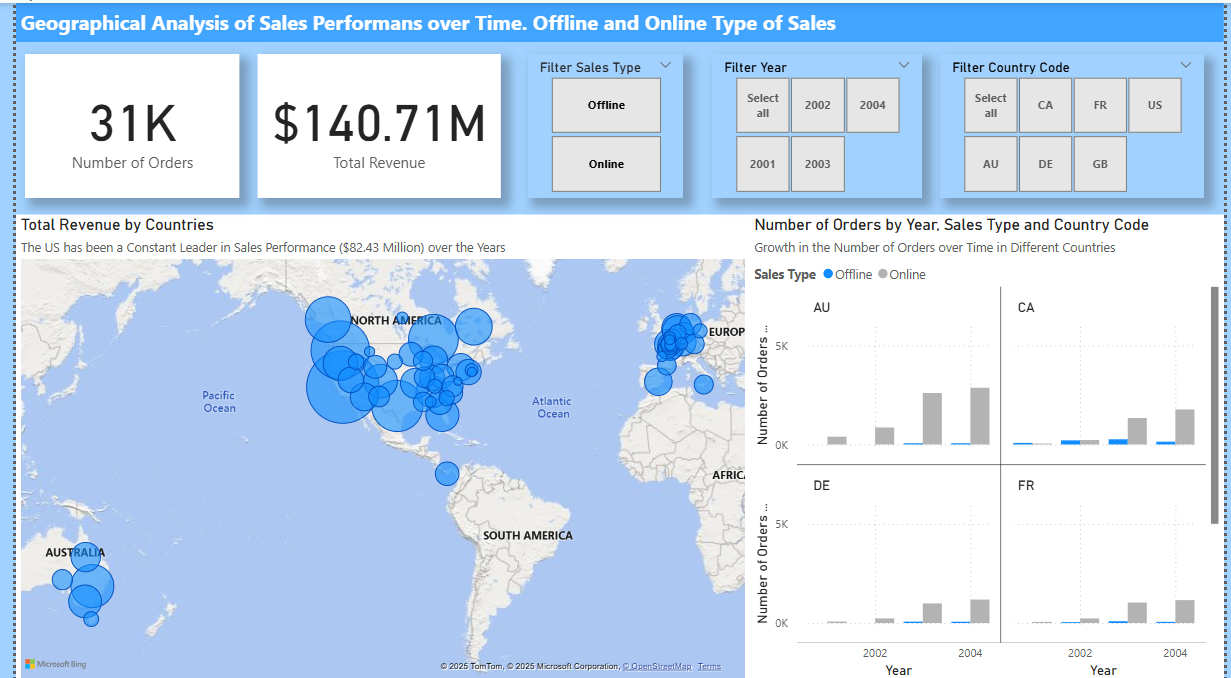 Geographical Analysis of Sales Performans over Time. Offline and Online Type of Sales
31K
Number of Orders
$140.71M
Total Revenue
Filter Sales Type
Offline
Online
Filter Year
Select all
2002
2004
2001
2003
Filter Country Code
Select all
CA
FR
US
AU
DE
GB
Total Revenue by Countries
The US has been a Constant Leader in Sales Performance ($82.43 Million) over the Years
NORTH AMERICA
EUROP
Pacific
Ocean
Atlantic
Ocean
AFRICA
SOUTH AMERICA
AUSTRALIA
Microsoft Bing
© 2025 TomTom, © 2025 Microsoft Corporation, © OpenStreetMap Terms
Number of Orders by Year, Sales Type and Country Code
Growth in the Number of Orders over Time in Different Countries
Sales Type Offline Online
AU
CA
Number of Orders ...
5K
0K
DE
FR
Number of Orders ...
5K
0K
2002
2004
2002
2004
Year
Year